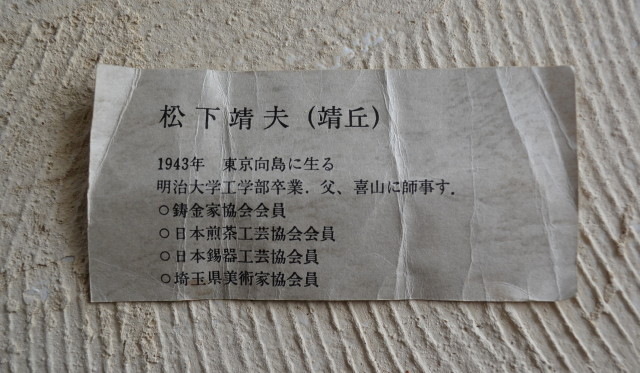 松下靖夫（靖丘）
1943年　東京向島に生る
明治大学工学部卒業．父、喜山に師事す．
○鋳金家協会会員
○日本煎茶工芸協会会員
○日本錫器工芸協会員
○埼玉県美術家協会員